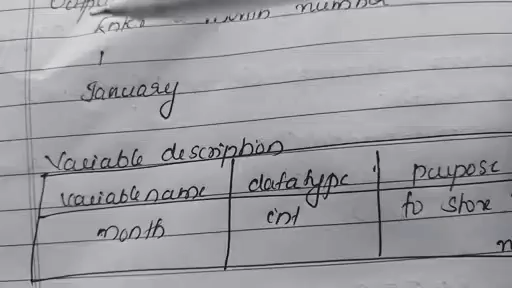 number
1
January
Variable description
variable name datatype purpose
month int to store